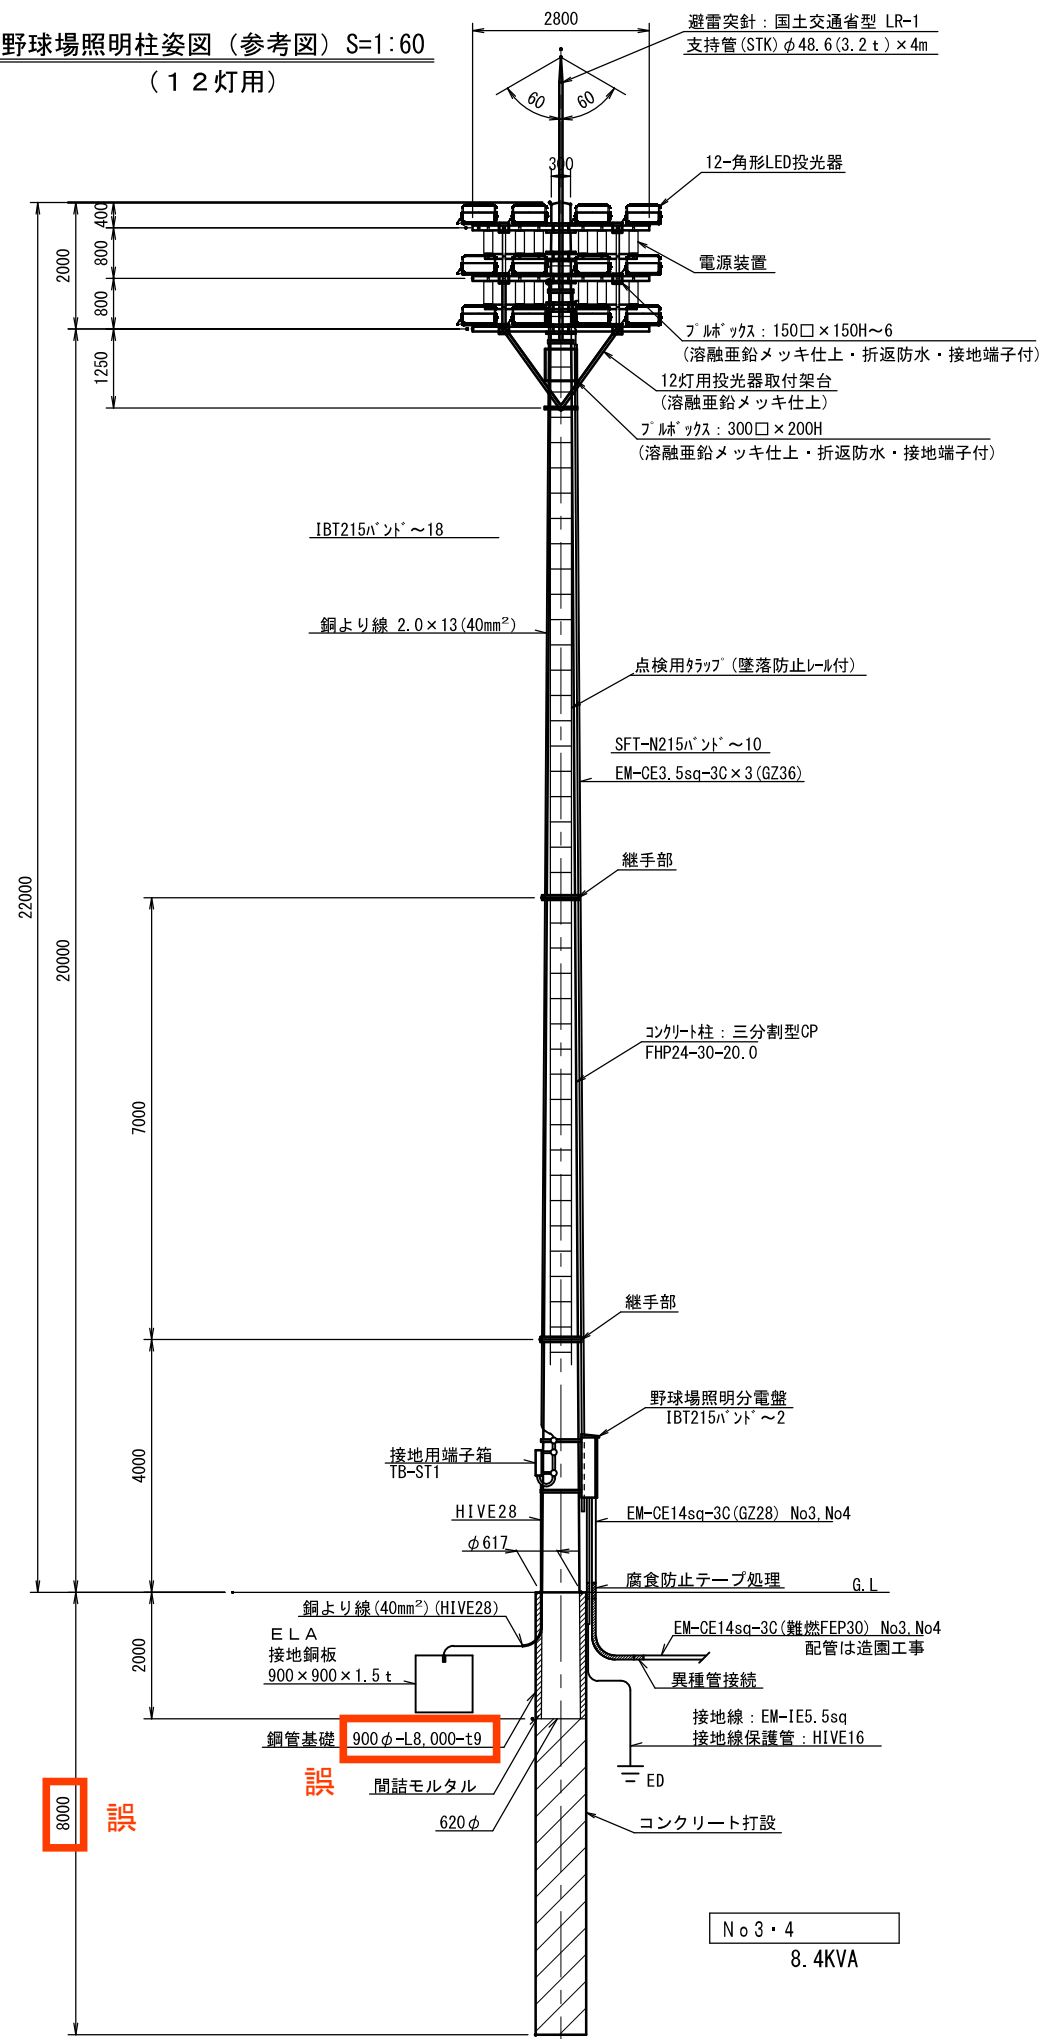 野球場照明柱姿図（参考図）S=1:60
（１２灯用）
2800
避雷突針：国土交通省型 LR-1
支持管(STK)φ48.6(3.2ｔ)×4m
60
60
300
12-角形LED投光器
電源装置
400
800
800
2000
1250
ﾌﾟﾙﾎﾞｯｸｽ：150□×150H～6
(溶融亜鉛メッキ仕上・折返防水・接地端子付)
12灯用投光器取付架台
(溶融亜鉛メッキ仕上)
ﾌﾟﾙﾎﾞｯｸｽ：300□×200H
(溶融亜鉛メッキ仕上・折返防水・接地端子付)
IBT215ﾊﾞﾝﾄﾞ～18
銅より線 2.0×13(40mm²)
点検用ﾀﾗｯﾌﾟ(墜落防止ﾚｰﾙ付)
SFT-N215ﾊﾞﾝﾄﾞ～10
EM-CE3.5sq-3C×3(GZ36)
継手部
22000
20000
7000
ｺﾝｸﾘｰﾄ柱：三分割型CP
FHP24-30-20.0
継手部
野球場照明分電盤
IBT215ﾊﾞﾝﾄﾞ～2
接地用端子箱
TB-ST1
4000
HIVE28
EM-CE14sq-3C(GZ28) No3,No4
φ617
腐食防止テープ処理
G.L
銅より線(40mm²)(HIVE28)
ＥＬＡ
接地銅板
900×900×1.5ｔ
2000
EM-CE14sq-3C(難燃FEP30) No3,No4
配管は造園工事
異種管接続
接地線：EM-IE5.5sq
接地線保護管：HIVE16
ED
鋼管基礎 900φ-L8,000-t9
誤
間詰モルタル
620φ
コンクリート打設
8000
誤
Ｎｏ3・4
8.4KVA